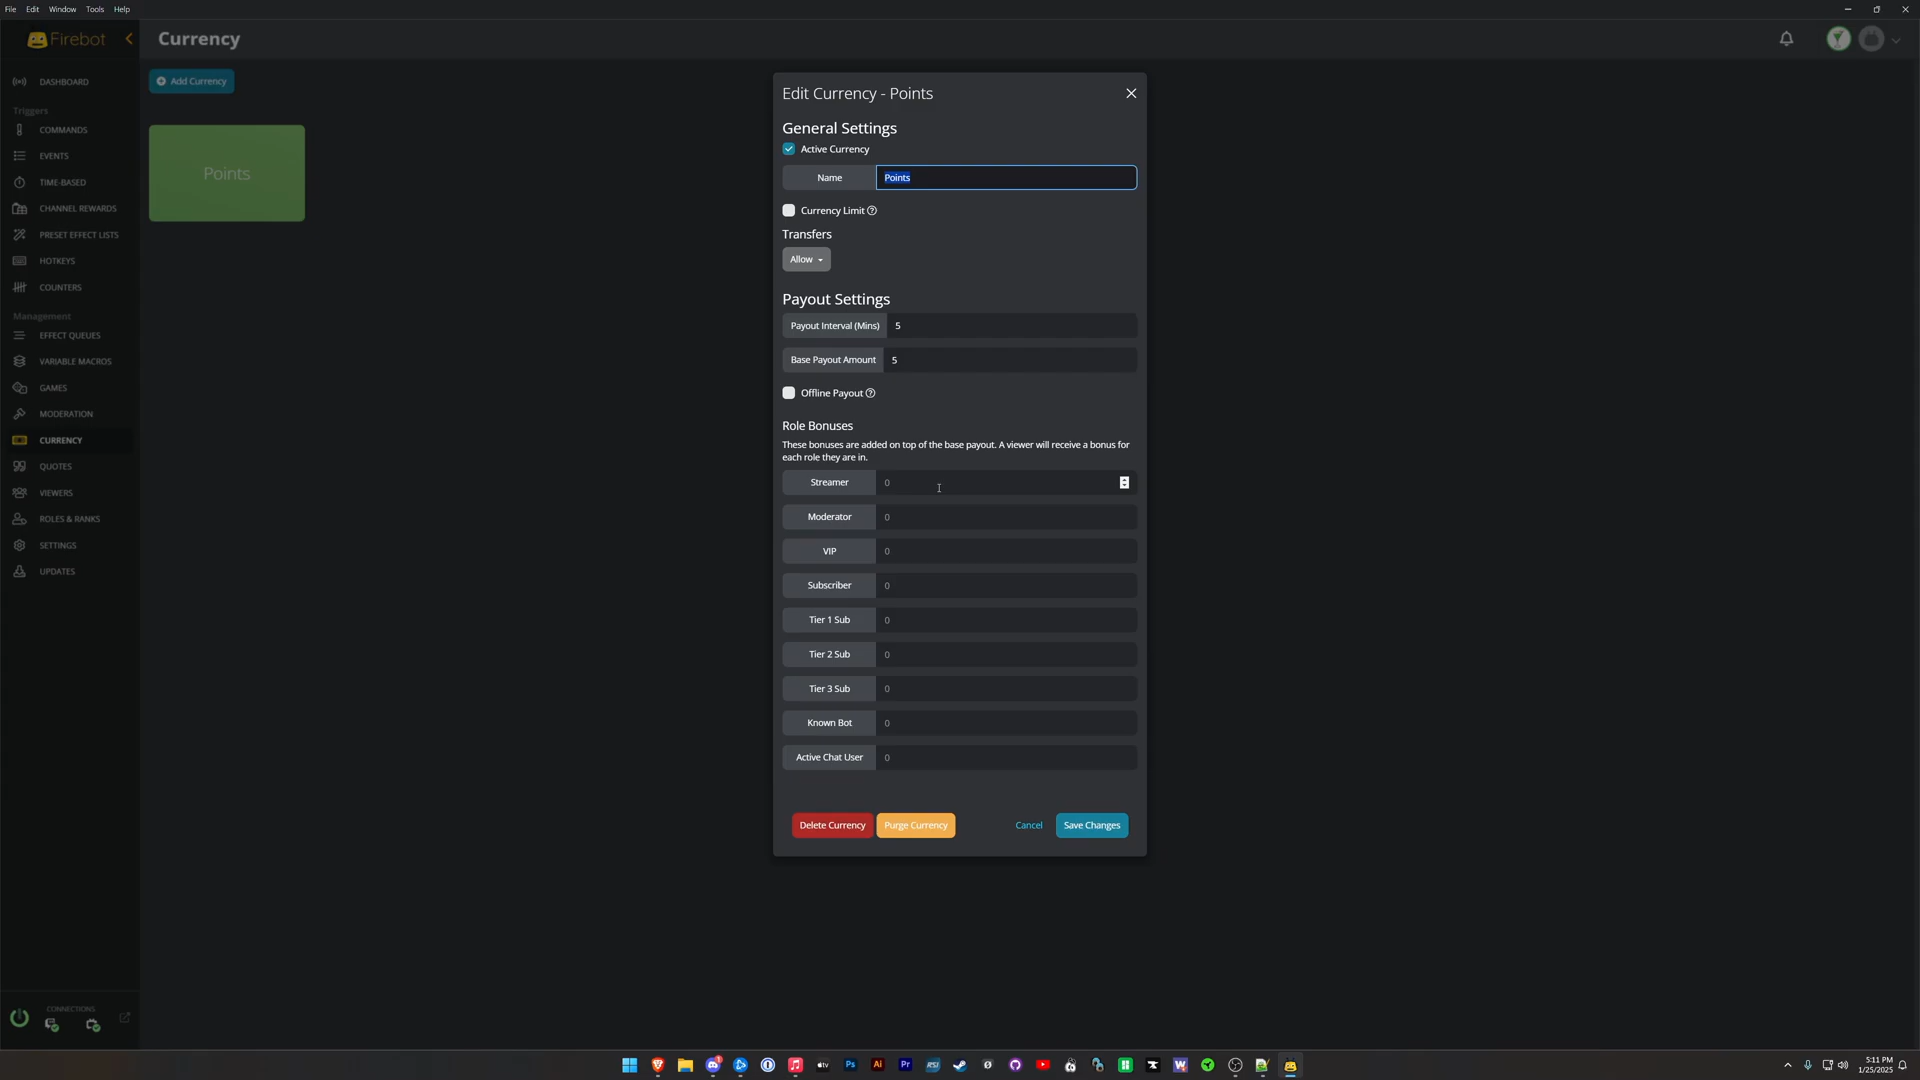 File Edit Window Tools Help
Firebot
Currency
Add Currency
DASHBOARD
Triggers
COMMANDS
EVENTS
TIME-BASED
CHANNEL REWARDS
PRESET EFFECT LISTS
HOTKEYS
COUNTERS
Management
EFFECT QUEUES
VARIABLE MACROS
GAMES
MODERATION
CURRENCY
QUOTES
VIEWERS
ROLES & RANKS
SETTINGS
UPDATES
CONNECTIONS
Points
Edit Currency - Points
General Settings
Active Currency
Name Points
Currency Limit
Transfers
Allow
Payout Settings
Payout Interval (Mins) 5
Base Payout Amount 5
Offline Payout
Role Bonuses
These bonuses are added on top of the base payout. A viewer will receive a bonus for
each role they are in.
Streamer 0
Moderator 0
VIP 0
Subscriber 0
Tier 1 Sub 0
Tier 2 Sub 0
Tier 3 Sub 0
Known Bot 0
Active Chat User 0
Delete Currency Purge Currency Cancel Save Changes
1
tv
Ps
Ai
Pr
RSI
W
5:11 PM
1/25/2025